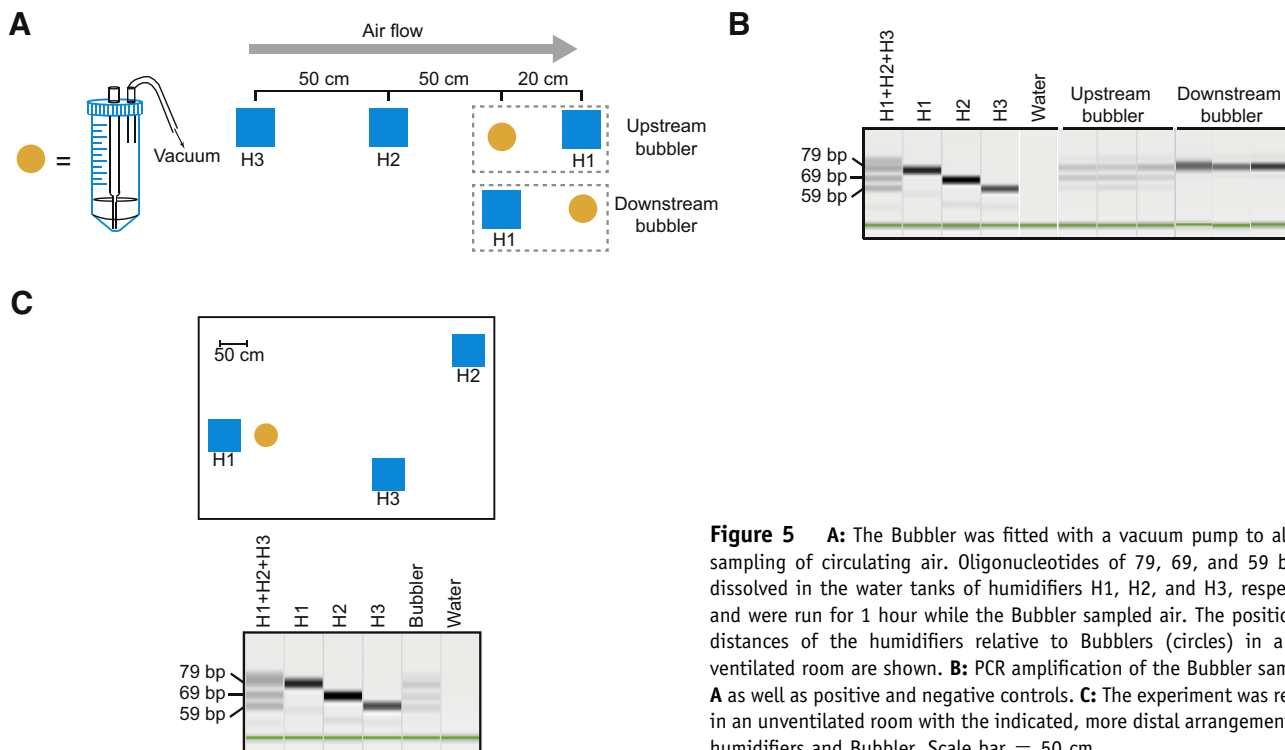 A
Air flow
50 cm
50 cm
20 cm
=
Vacuum
H3
H2
H1
Upstream
bubbler
H1
Downstream
bubbler
B
H1+H2+H3
H1
H2
H3
Water
Upstream
bubbler
Downstream
bubbler
79 bp
69 bp
59 bp
C
50 cm
H2
H1
H3
H1+H2+H3
H1
H2
H3
Bubbler
Water
79 bp
69 bp
59 bp
Figure 5 A: The Bubbler was fitted with a vacuum pump to al
sampling of circulating air. Oligonucleotides of 79, 69, and 59 b
dissolved in the water tanks of humidifiers H1, H2, and H3, respe
and were run for 1 hour while the Bubbler sampled air. The position
distances of the humidifiers relative to Bubblers (circles) in a
ventilated room are shown. B: PCR amplification of the Bubbler sam
A as well as positive and negative controls. C: The experiment was re
in an unventilated room with the indicated, more distal arrangement
humidifiers and Bubbler. Scale bar = 50 cm